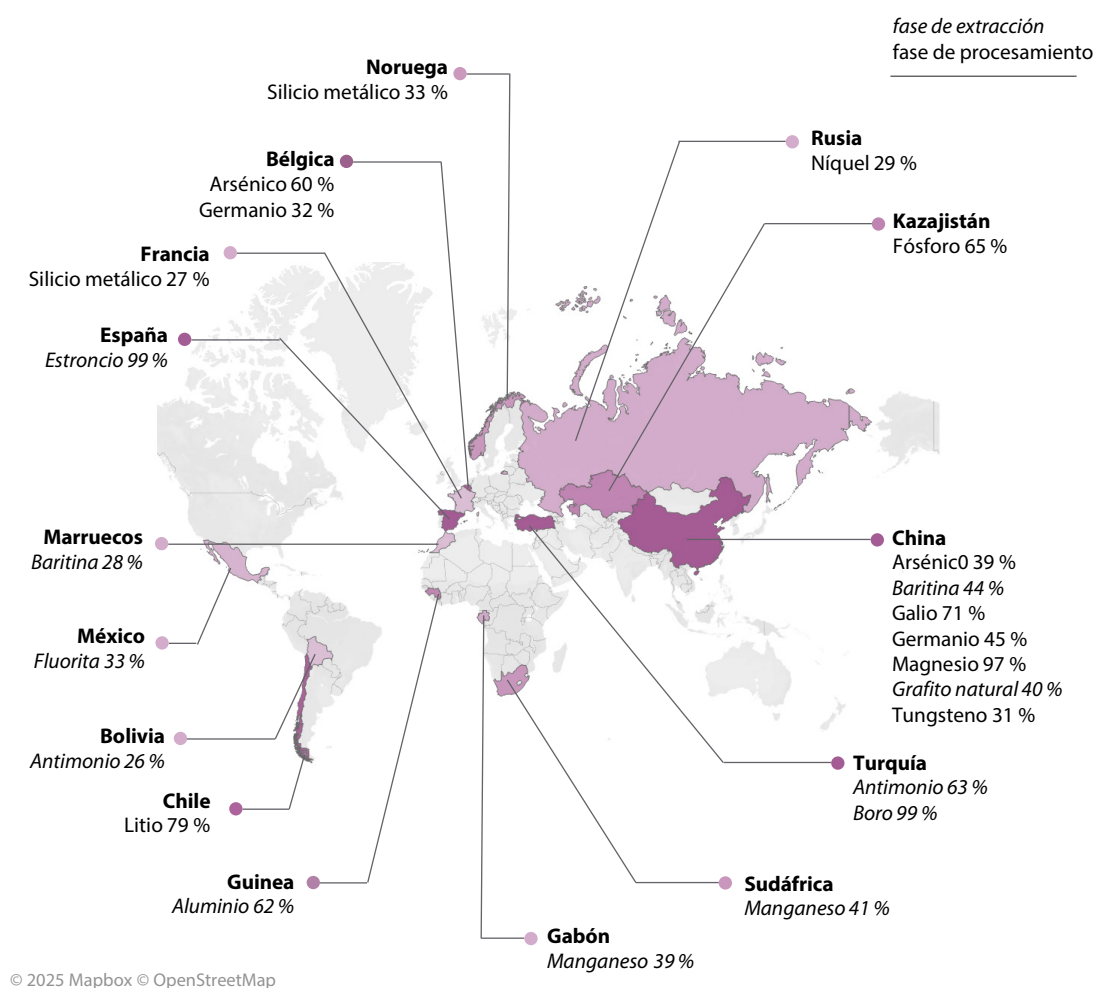 fase de extracción
fase de procesamiento
Noruega
Silicio metálico 33 %
Bélgica
Arsénico 60 %
Germanio 32 %
Francia
Silicio metálico 27 %
España
Estroncio 99 %
Marruecos
Baritina 28 %
México
Fluorita 33 %
Bolivia
Antimonio 26 %
Chile
Litio 79 %
Guinea
Aluminio 62 %
Rusia
Níquel 29 %
Kazajistán
Fósforo 65 %
China
Arsénic0 39 %
Baritina 44 %
Galio 71 %
Germanio 45 %
Magnesio 97 %
Grafito natural 40 %
Tungsteno 31 %
Turquía
Antimonio 63 %
Boro 99 %
Sudáfrica
Manganeso 41 %
Gabón
Manganeso 39 %
© 2025 Mapbox © OpenStreetMap